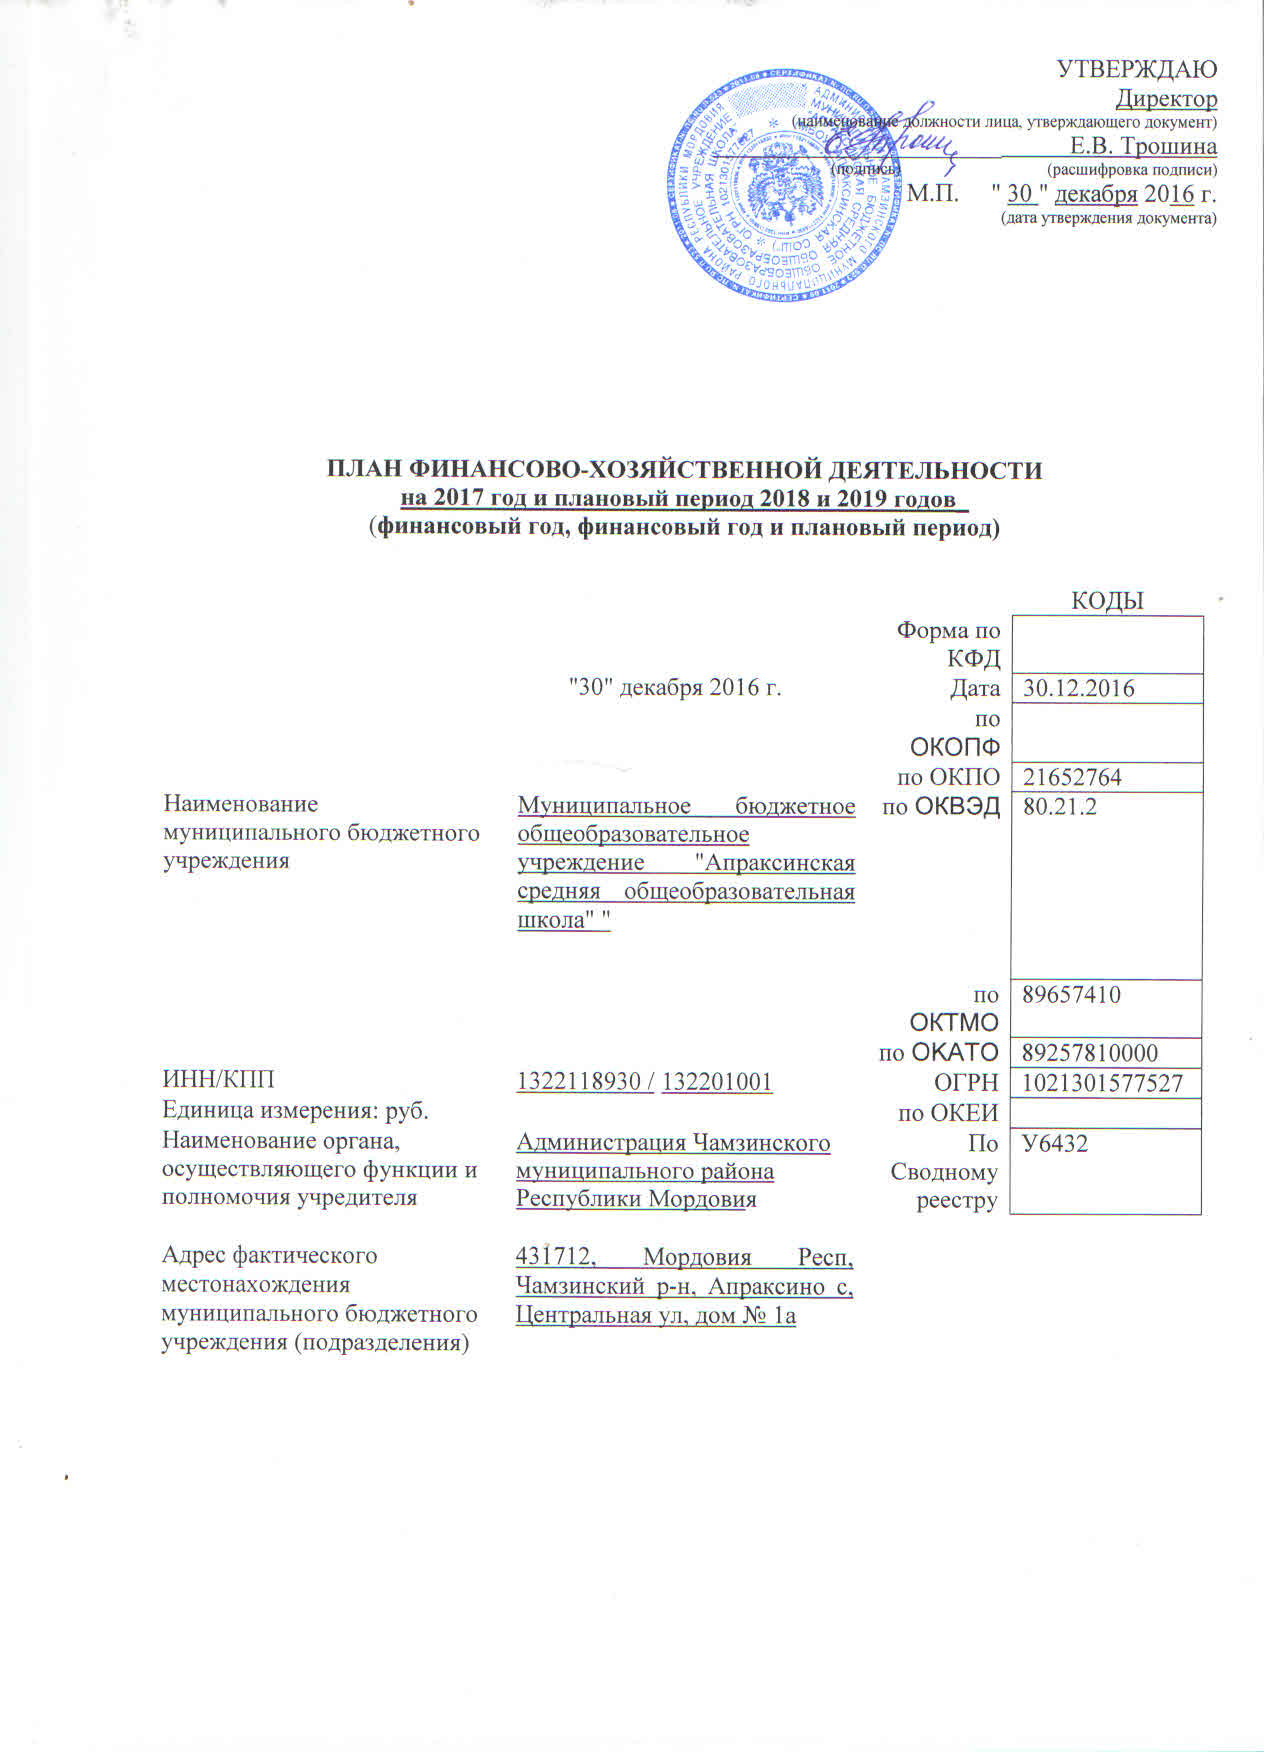 УТВЕРЖДАЮ
Директор
(наименование должности лица, утверждающего документ)
Е.В. Трошина
(подпись) (расшифровка подписи)
М.П. " 30 " декабря 2016 г.
(дата утверждения документа)
ПЛАН ФИНАНСОВО-ХОЗЯЙСТВЕННОЙ ДЕЯТЕЛЬНОСТИ
на 2017 год и плановый период 2018 и 2019 годов
(финансовый год, финансовый год и плановый период)
КОДЫ
Форма по
КФД
"30" декабря 2016 г. Дата 30.12.2016
по
ОКОПФ
по ОКПО 21652764
Наименование
муниципального бюджетного
учреждения
Муниципальное бюджетное
общеобразовательное
учреждение "Апраксинская
средняя общеобразовательная
школа" "
по ОКВЭД 80.21.2
по
ОКТМО
89657410
по ОКАТО 89257810000
ИНН/КПП 1322118930 / 132201001 ОГРН 1021301577527
Единица измерения: руб. по ОКЕИ
Наименование органа,
осуществляющего функции и
полномочия учредителя
Администрация Чамзинского
муниципального района
Республики Мордовия
По
Сводному
реестру
У6432
Адрес фактического
местонахождения
муниципального бюджетного
учреждения (подразделения)
431712, Мордовия Респ,
Чамзинский р-н, Апраксино с,
Центральная ул, дом № 1а